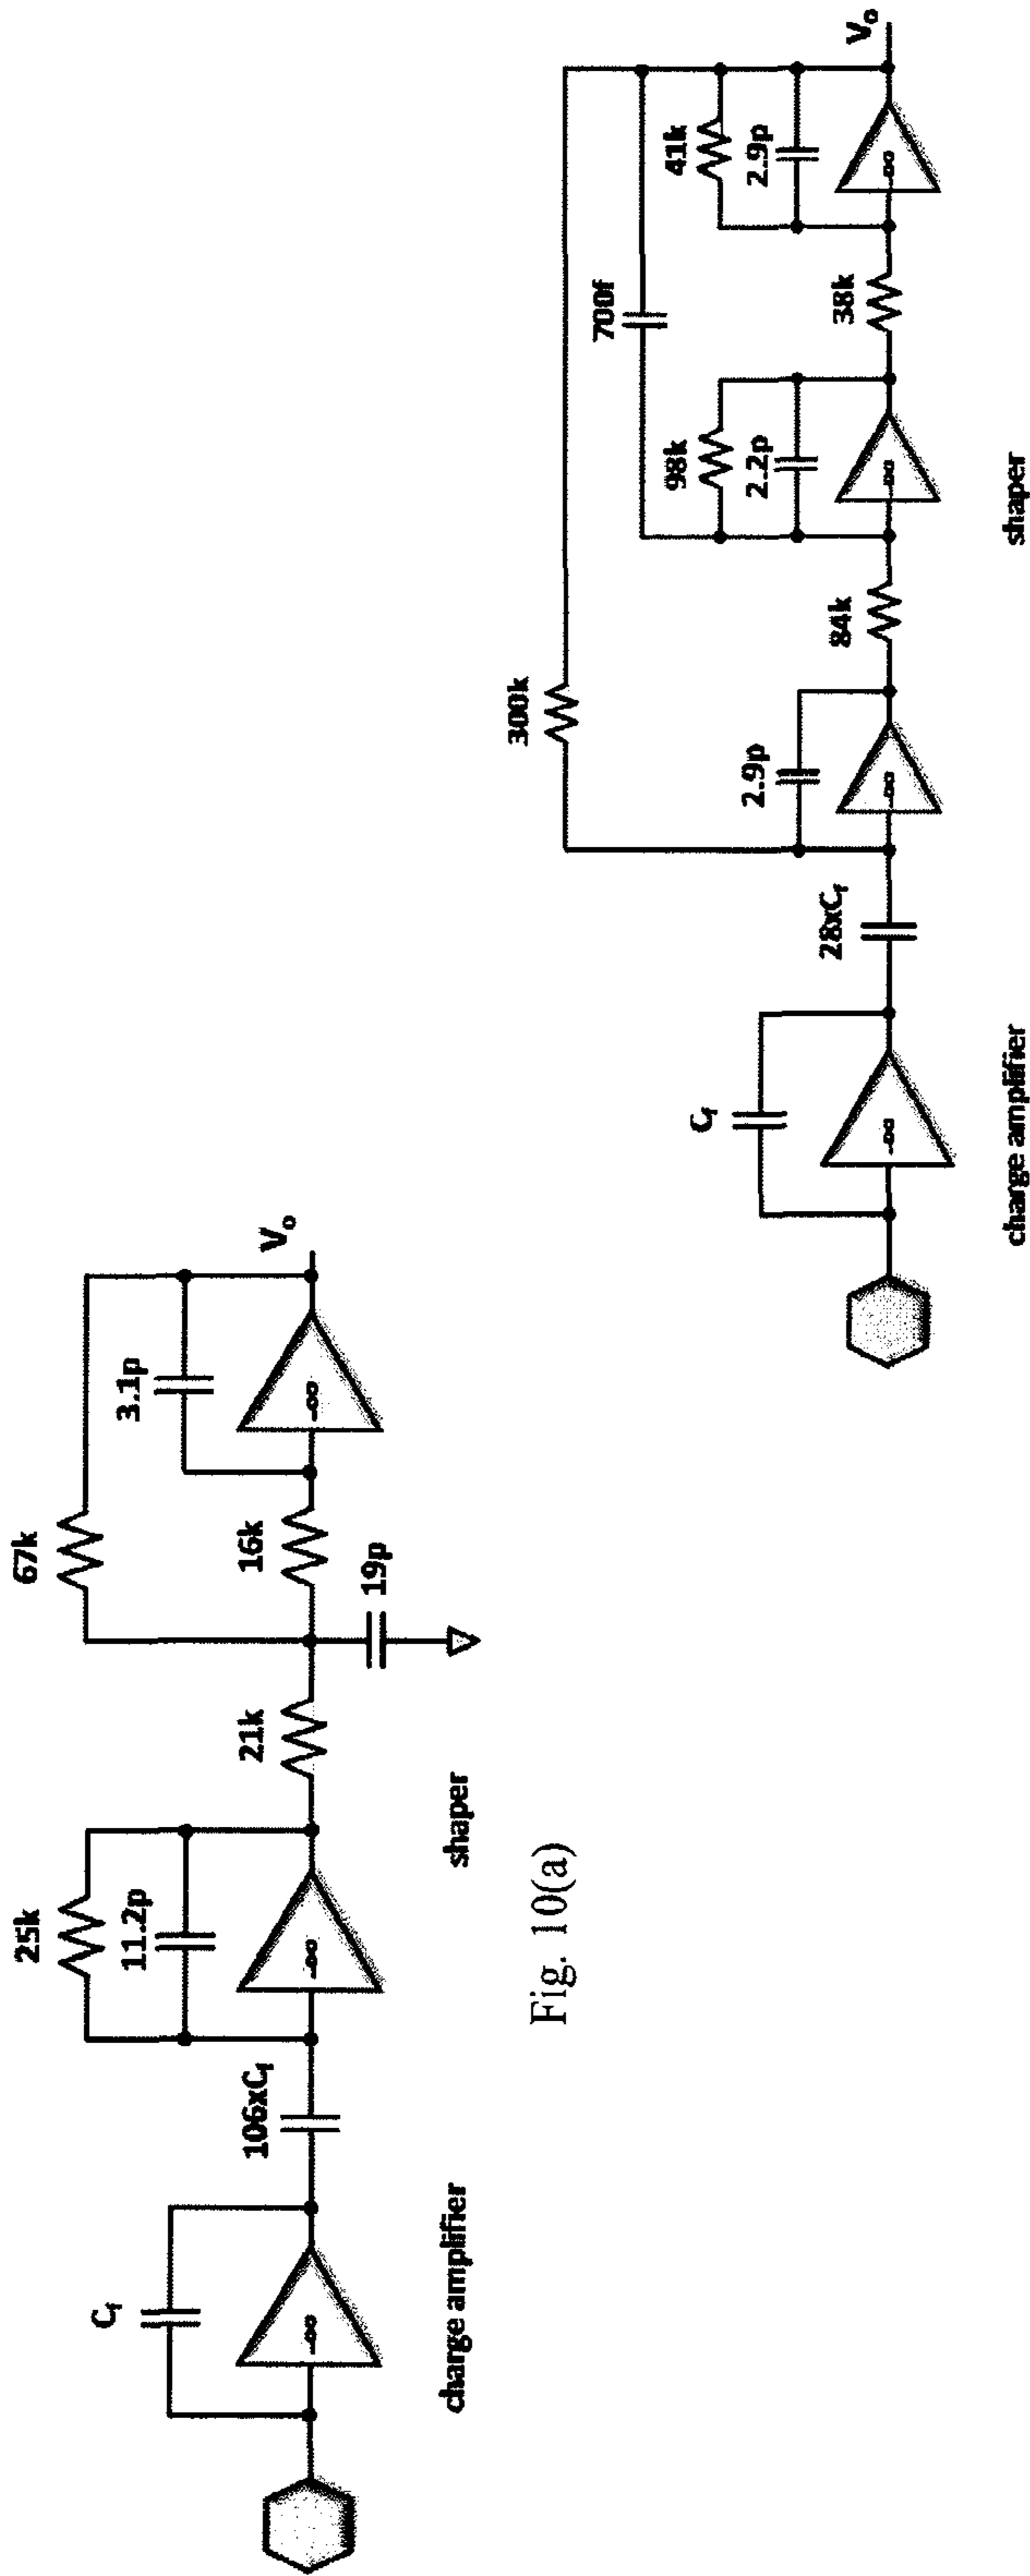 67k
25k
3.1p
11.2p
Cf
106xCf
21k
16k
Vo
19p
charge amplifier
shaper
Fig. 10(a)
300k
700f
98k
41k
2.9p
2.2p
2.9p
Cf
28xCf
84k
38k
Vo
charge amplifier
shaper